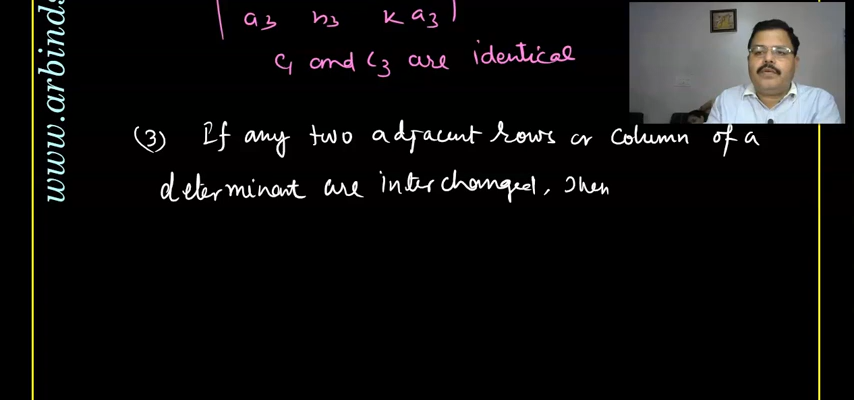 a3 b3 k a3
C1 and C3 are identical
(3) If any two adjacent rows or column of a
determinant are interchanged, then
www.arbinds